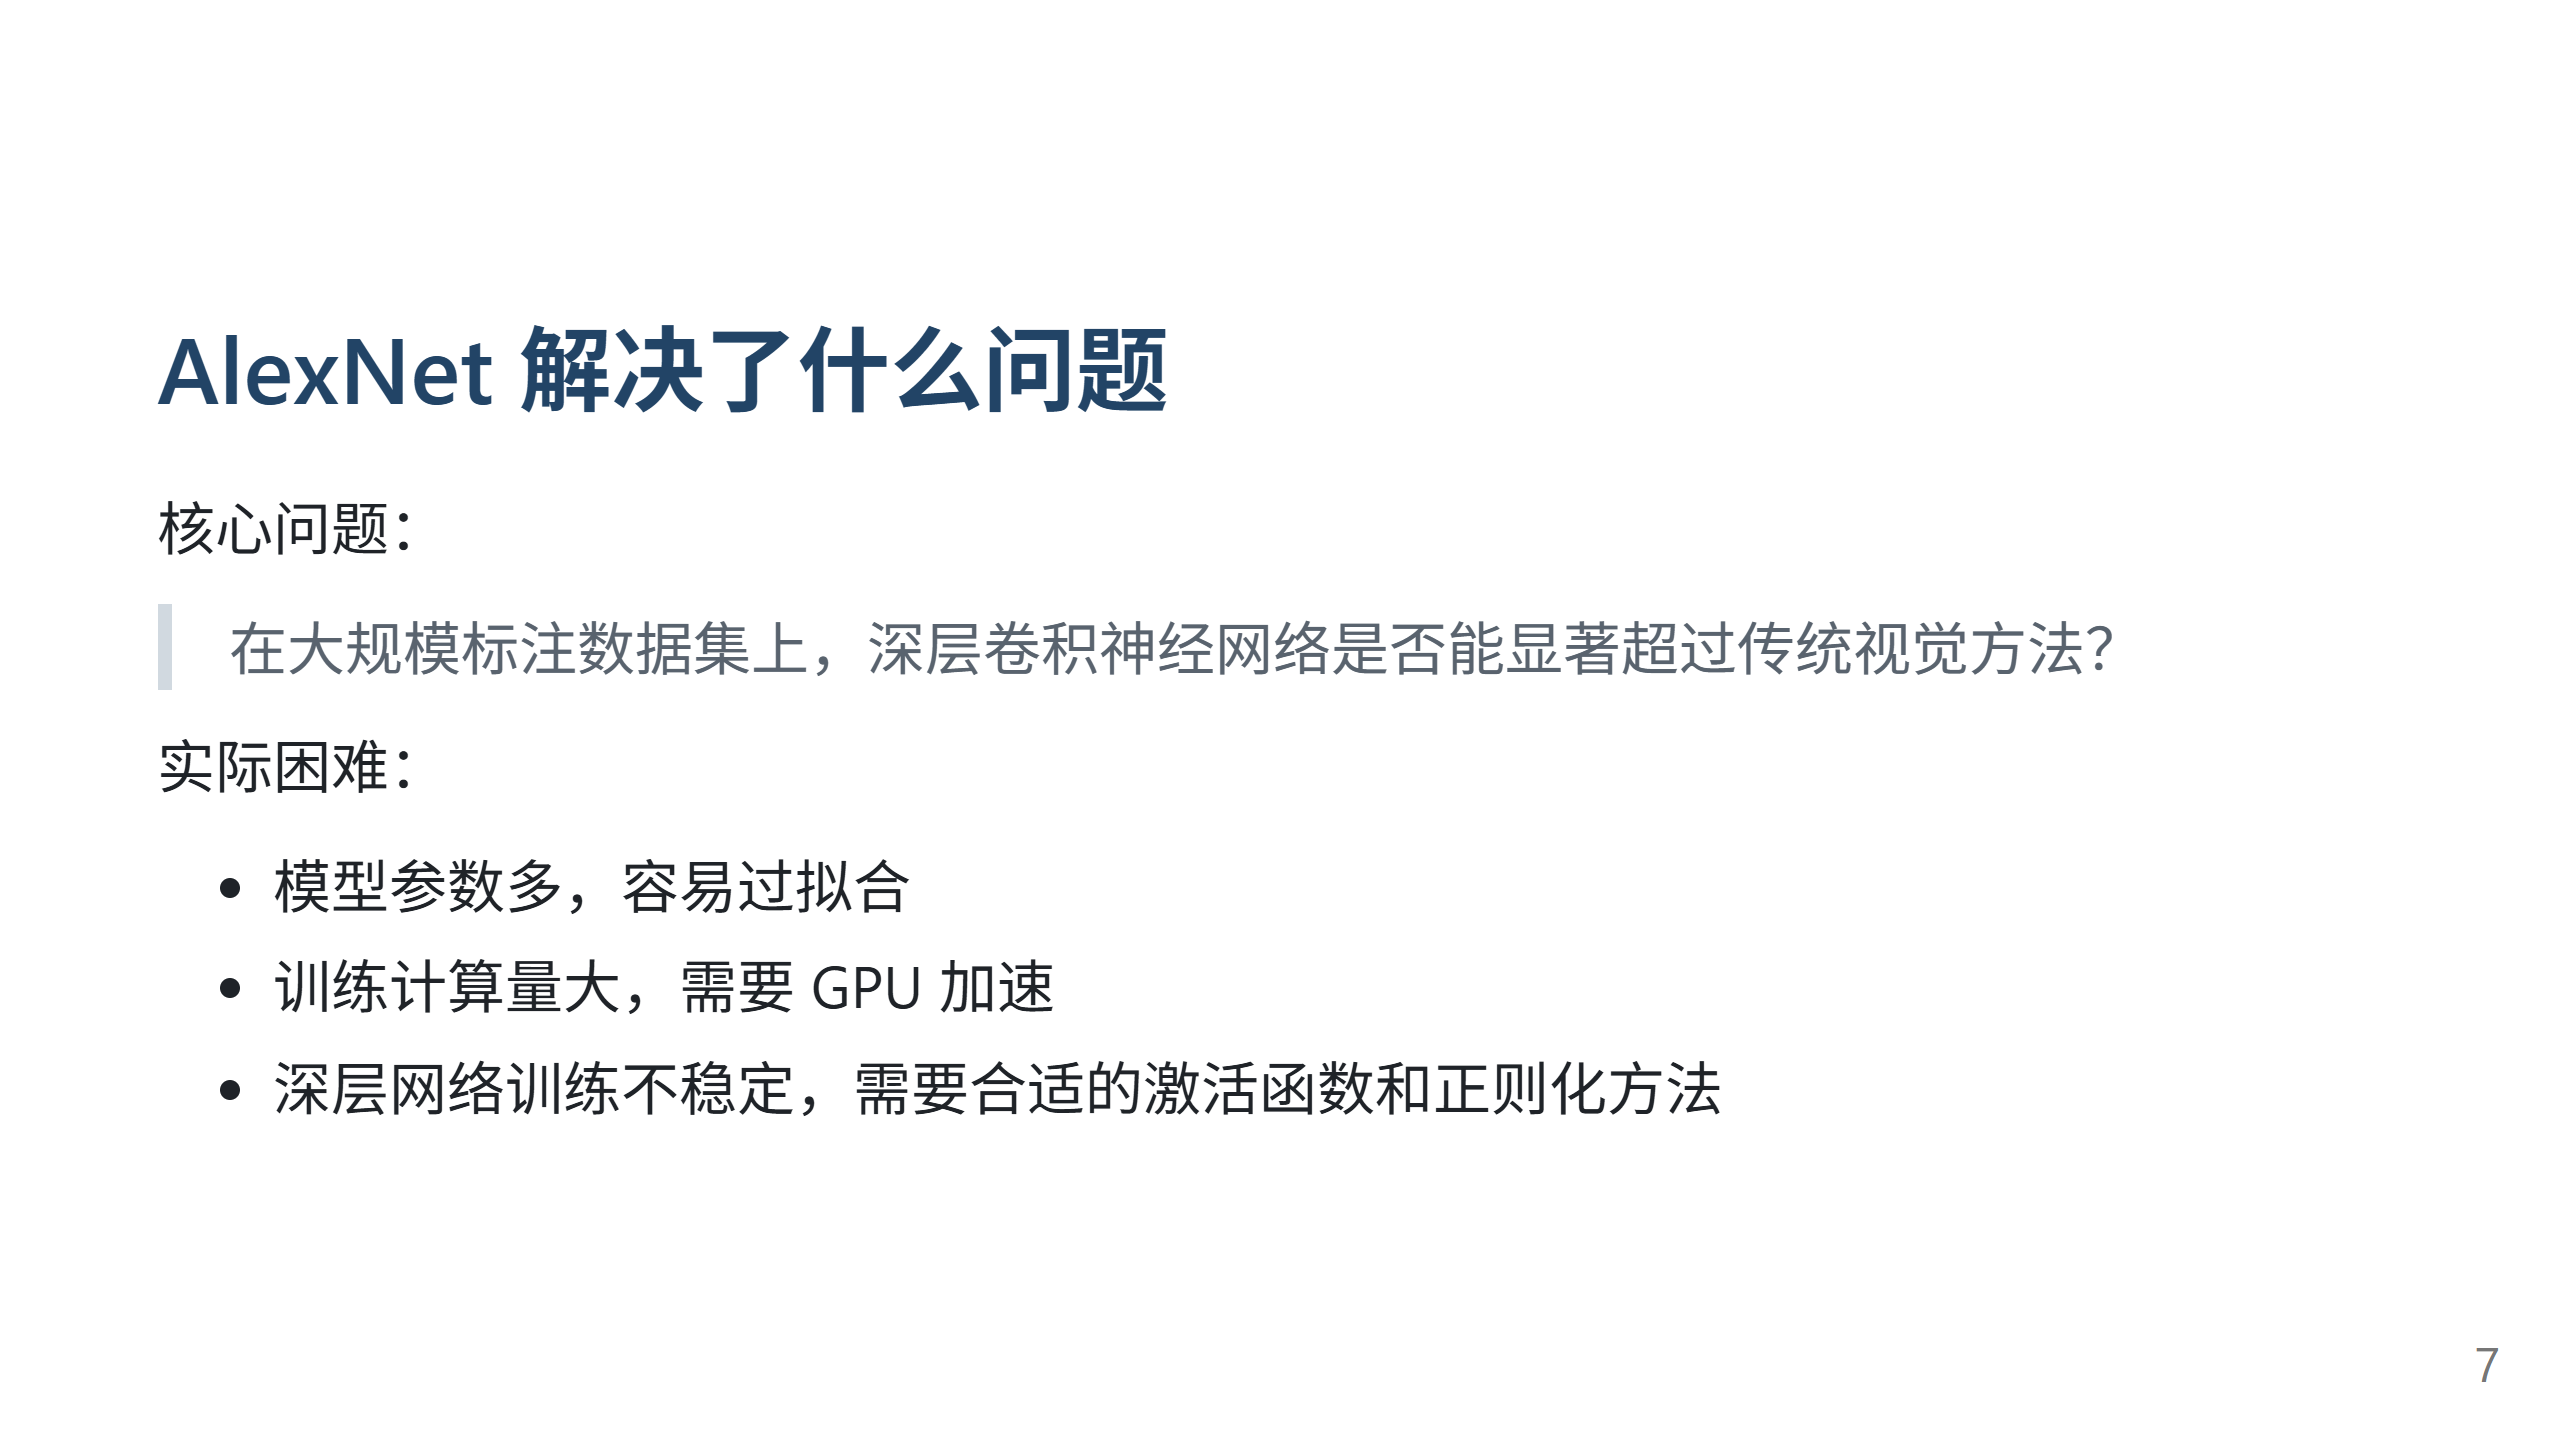 AlexNet 解决了什么问题
核心问题：
在大规模标注数据集上，深层卷积神经网络是否能显著超过传统视觉方法？
实际困难：
• 模型参数多，容易过拟合
• 训练计算量大，需要 GPU 加速
• 深层网络训练不稳定，需要合适的激活函数和正则化方法
7